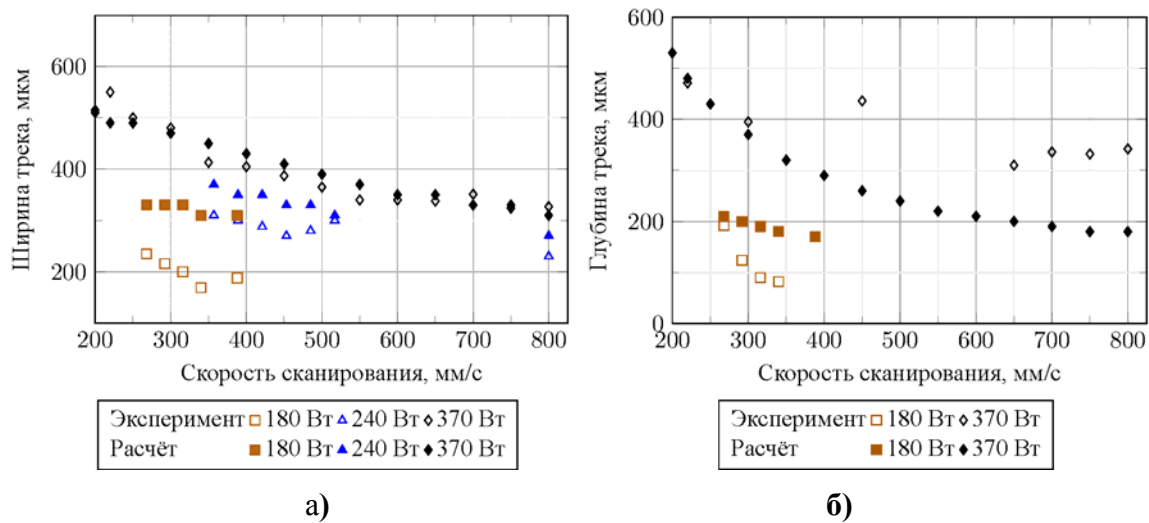 600
400
200
Ширина трека, мкм
200 300 400 500 600 700 800
Скорость сканирования, мм/с
Эксперимент 180 Вт 240 Вт 370 Вт
Расчёт 180 Вт 240 Вт 370 Вт
а)
600
400
200
0
Глубина трека, мкм
200 300 400 500 600 700 800
Скорость сканирования, мм/с
Эксперимент 180 Вт 370 Вт
Расчёт 180 Вт 370 Вт
б)